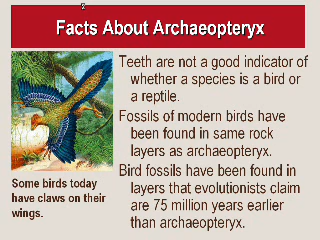 Facts About Archaeopteryx
Teeth are not a good indicator of
whether a species is a bird or
a reptile.
Fossils of modern birds have
been found in same rock
layers as archaeopteryx.
Bird fossils have been found in
layers that evolutionists claim
are 75 million years earlier
than archaeopteryx.
Some birds today
have claws on their
wings.